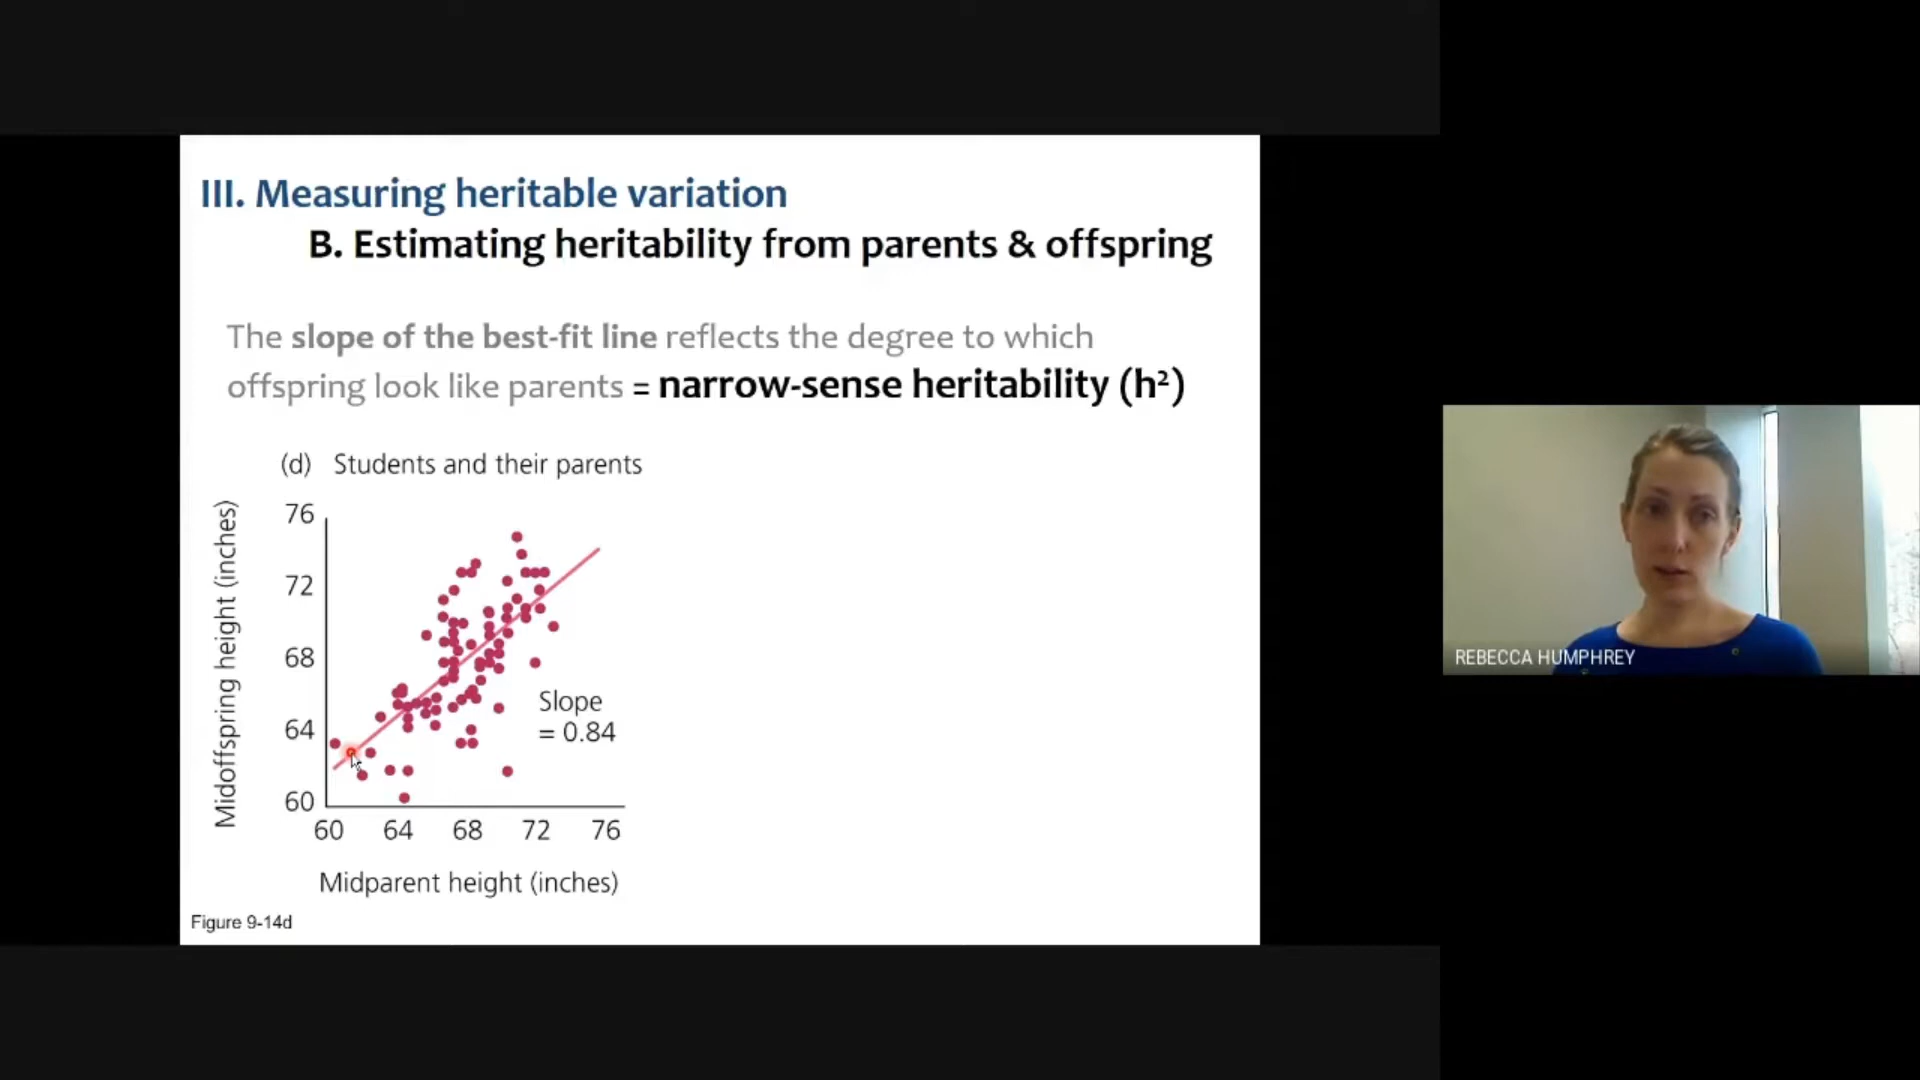 III. Measuring heritable variation
B. Estimating heritability from parents & offspring
The slope of the best-fit line reflects the degree to which
offspring look like parents = narrow-sense heritability (h²)
(d) Students and their parents
Midoffspring height (inches)
76
72
68
64
60
Slope
= 0.84
60 64 68 72 76
Midparent height (inches)
Figure 9-14d
REBECCA HUMPHREY